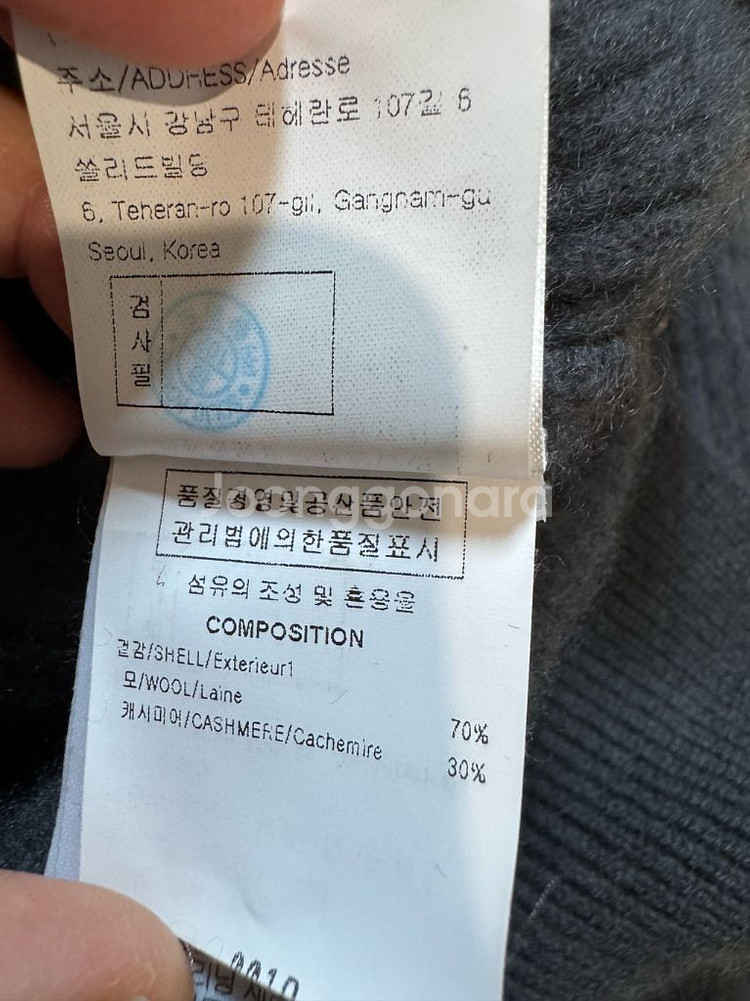 주소/ADDRESS/Adresse
서울시 강남구 테헤란로 107길 6
쏠리드빌딩
6, Teheran-ro 107-gil, Gangnam-gu
Seoul, Korea
검
사
필
joonggonara
품질경영및공산품안전
관리법에의한품질표시
섬유의 조성 및 혼용율
COMPOSITION
겉감/SHELL/Exterieur1
모/WOOL/Laine 70%
캐시미어/CASHMERE/Cachemire 30%